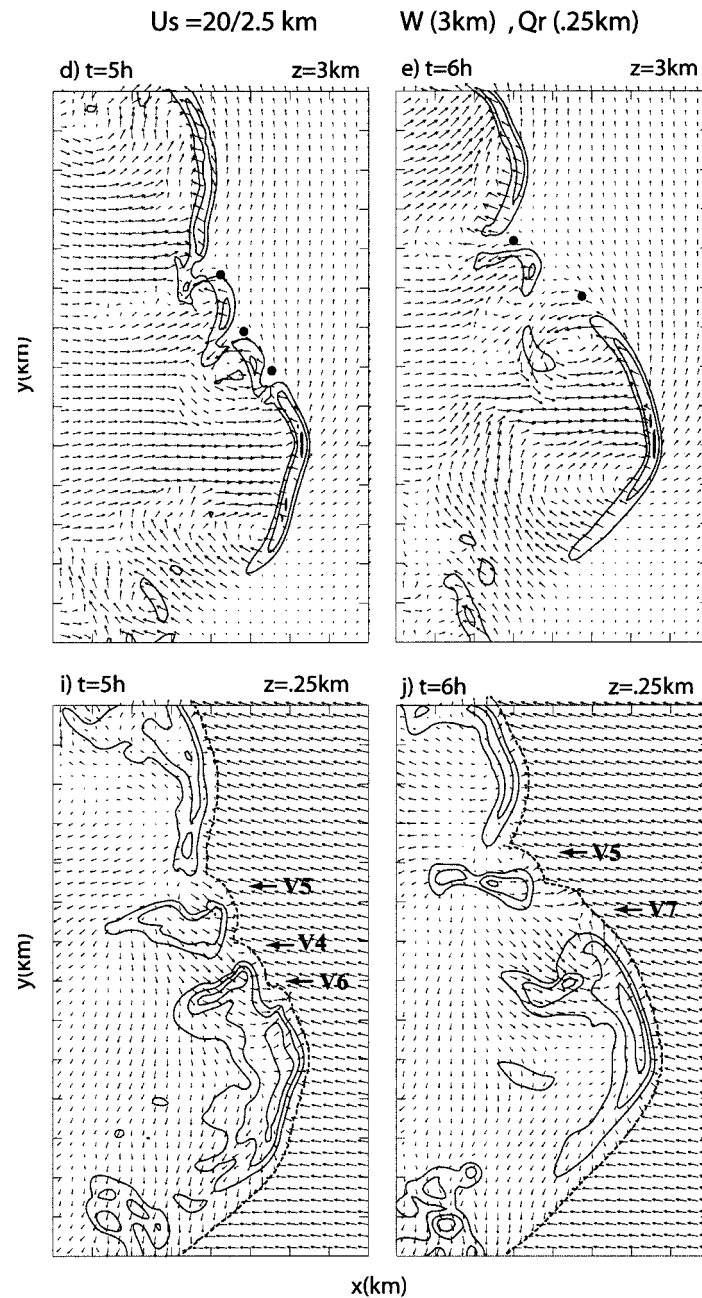 Us =20/2.5 km W (3km) , Qr (.25km)
d) t=5h z=3km
e) t=6h z=3km
y(km)
i) t=5h z=.25km
j) t=6h z=.25km
V5
V4
V6
V5
V7
y(km)
x(km)